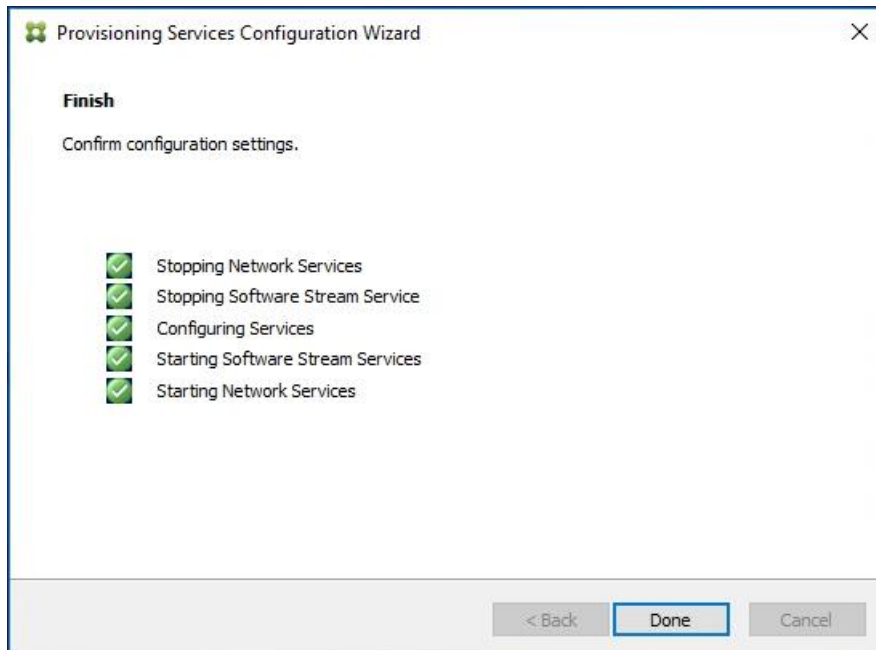 Provisioning Services Configuration Wizard
Finish
Confirm configuration settings.
Stopping Network Services
Stopping Software Stream Service
Configuring Services
Starting Software Stream Services
Starting Network Services
< Back Done Cancel